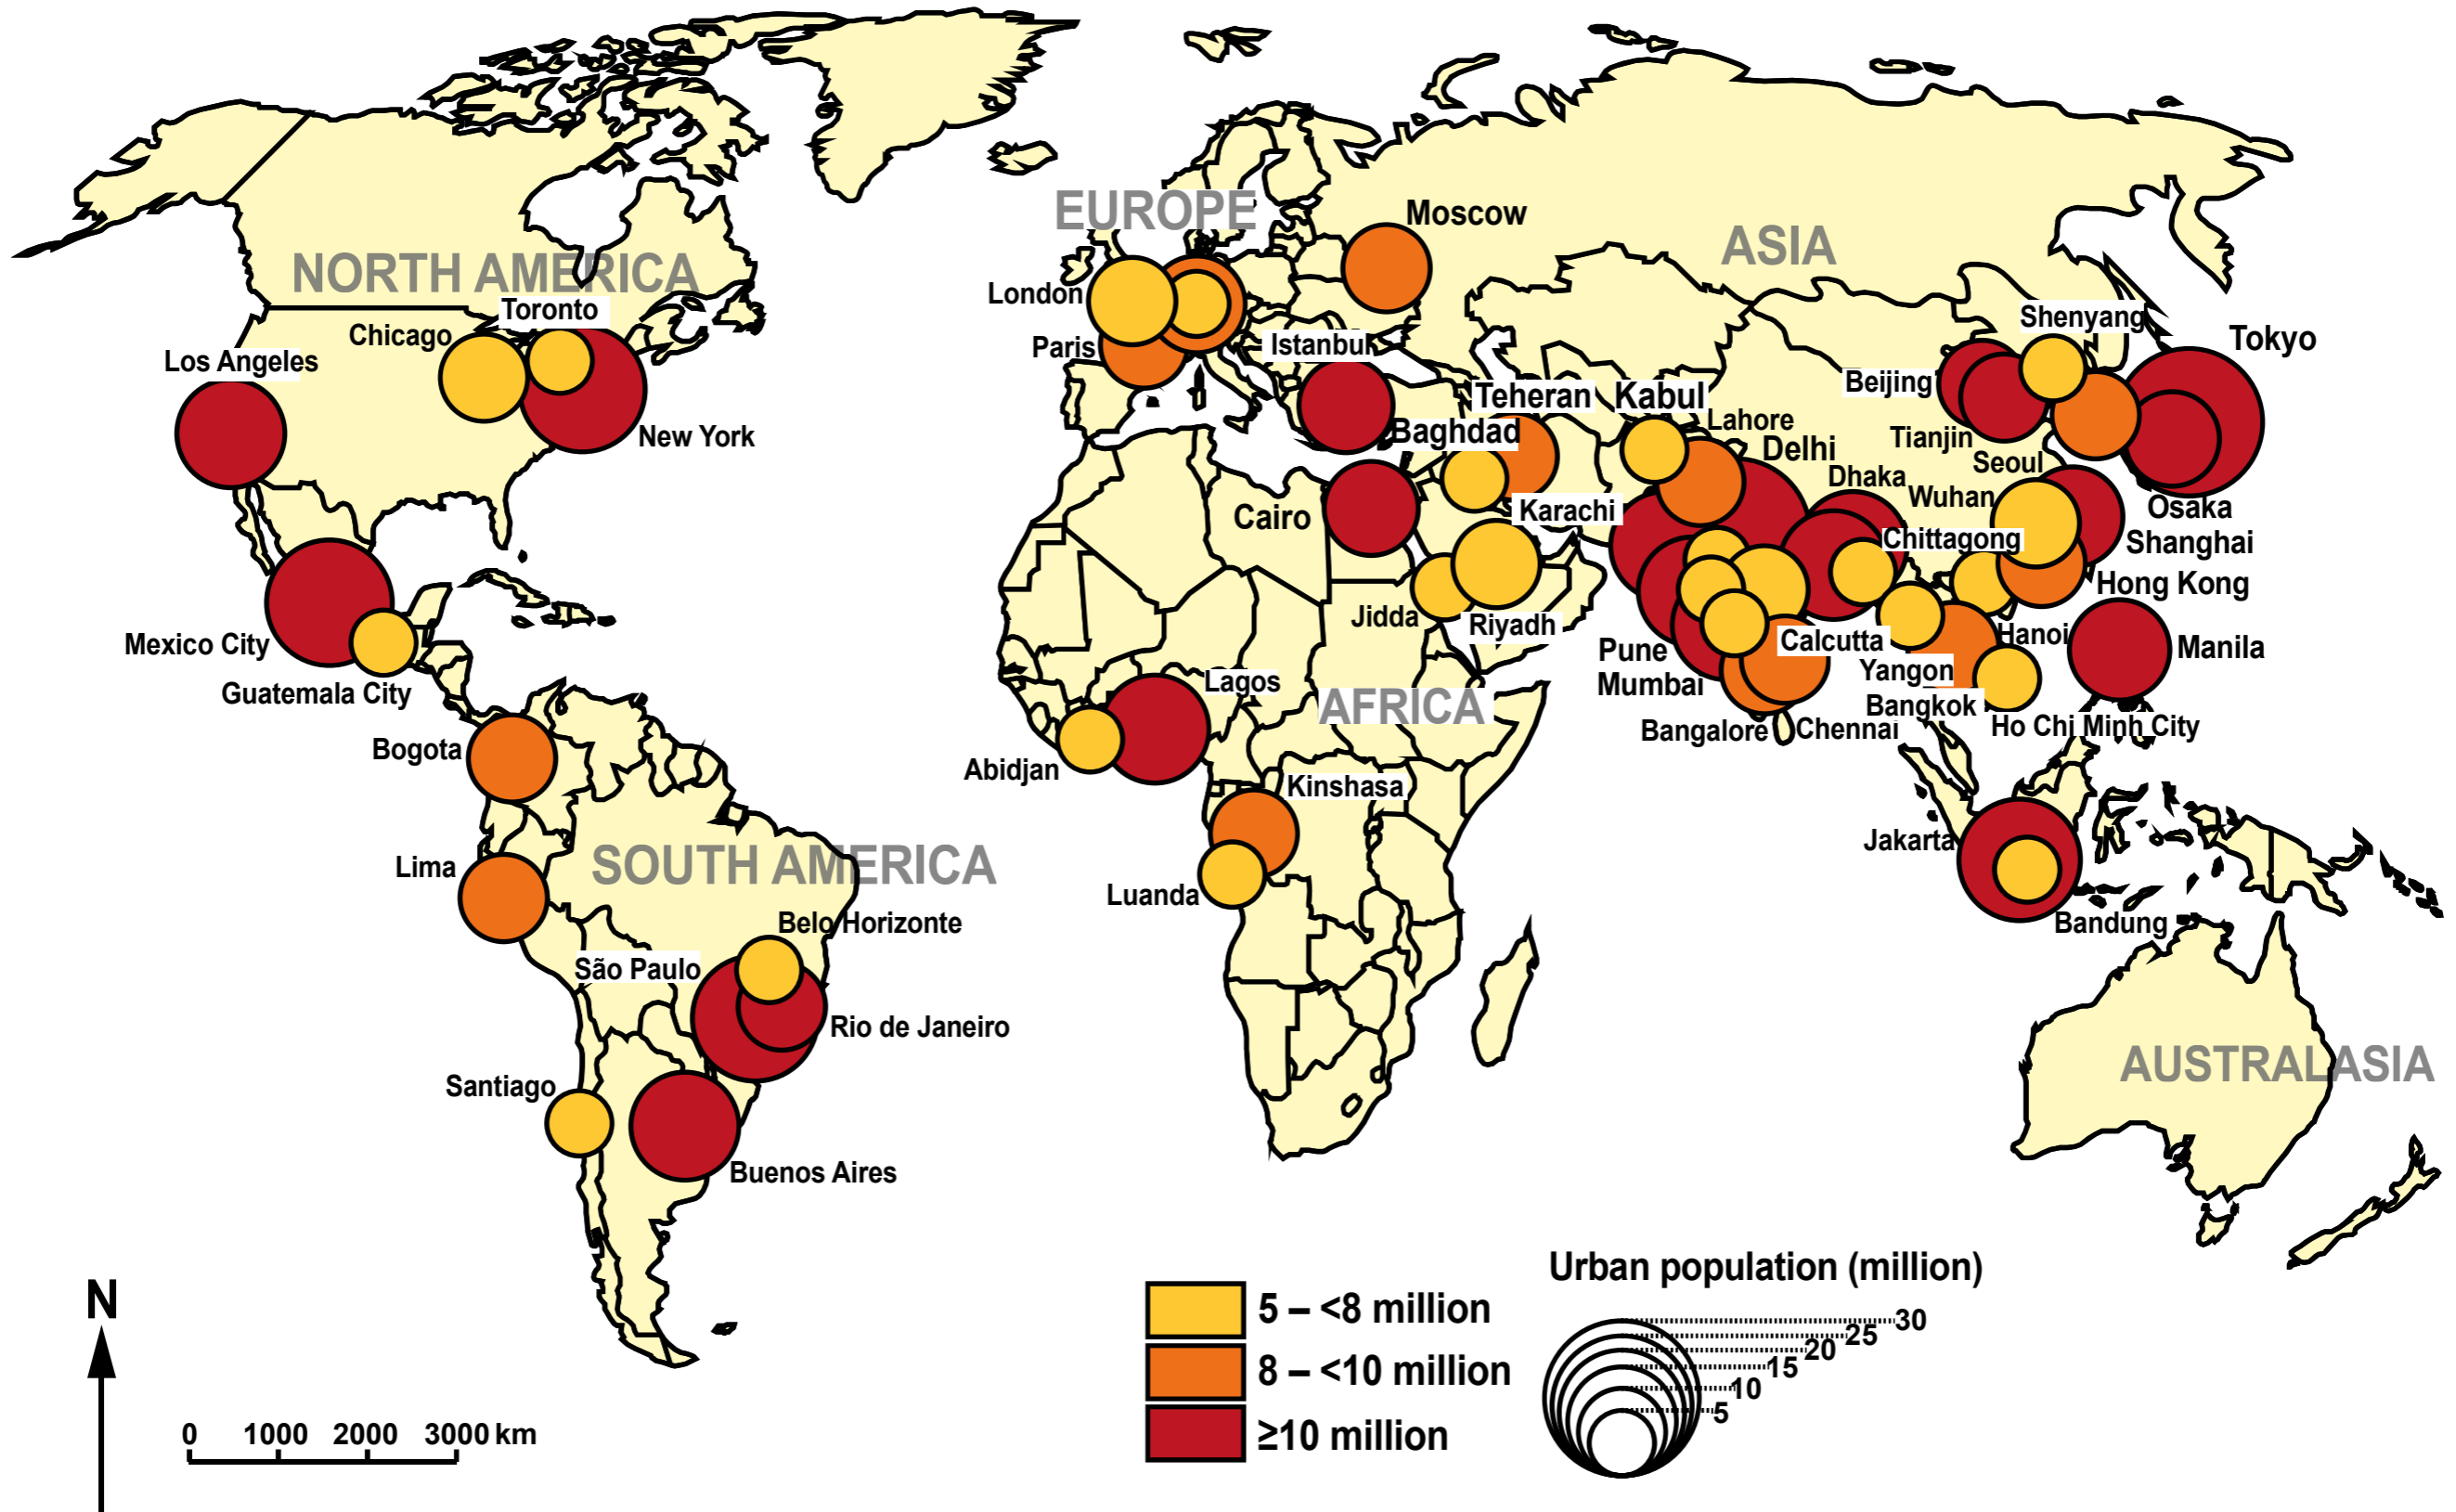 EUROPE
Moscow
ASIA
NORTH AMERICA
London
Toronto
Shenyang
Chicago
Tokyo
Paris
Istanbul
Los Angeles
Beijing
Teheran
Kabul
Lahore
New York
Baghdad
Delhi
Tianjin
Seoul
Dhaka
Wuhan
Osaka
Cairo
Karachi
Chittagong
Shanghai
Hong Kong
Jidda
Riyadh
Mexico City
Calcutta
Hanoi
Manila
Pune
Yangon
Guatemala City
Lagos
Mumbai
AFRICA
Bangkok
Bangalore
Chennai
Ho Chi Minh City
Bogota
Abidjan
Kinshasa
Jakarta
Lima
SOUTH AMERICA
Luanda
Belo Horizonte
Bandung
São Paulo
Rio de Janeiro
AUSTRALASIA
Santiago
Buenos Aires
Urban population (million)
N
5 – <8 million
30
25
20
8 – <10 million
15
10
5
≥10 million
0 1000 2000 3000 km